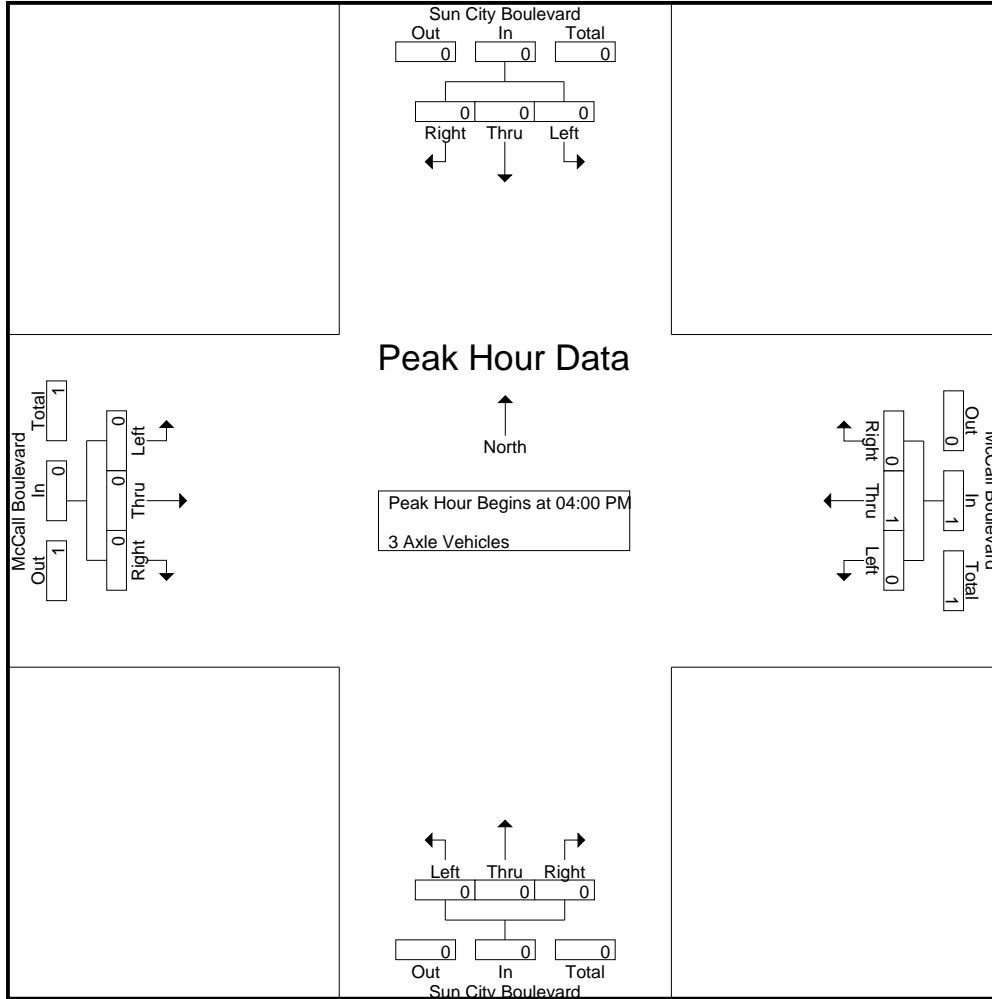 Sun City Boulevard
Out In Total
0 0 0
0 0 0
Right Thru Left
Peak Hour Data
North
Peak Hour Begins at 04:00 PM
3 Axle Vehicles
McCall Boulevard
Out In Total
1 0 1
0 0 0
Right Thru Left
McCall Boulevard
Out In Total
0 1 1
0 1 0
Right Thru Left
Left Thru Right
0 0 0
0 0 0
Out In Total
Sun City Boulevard